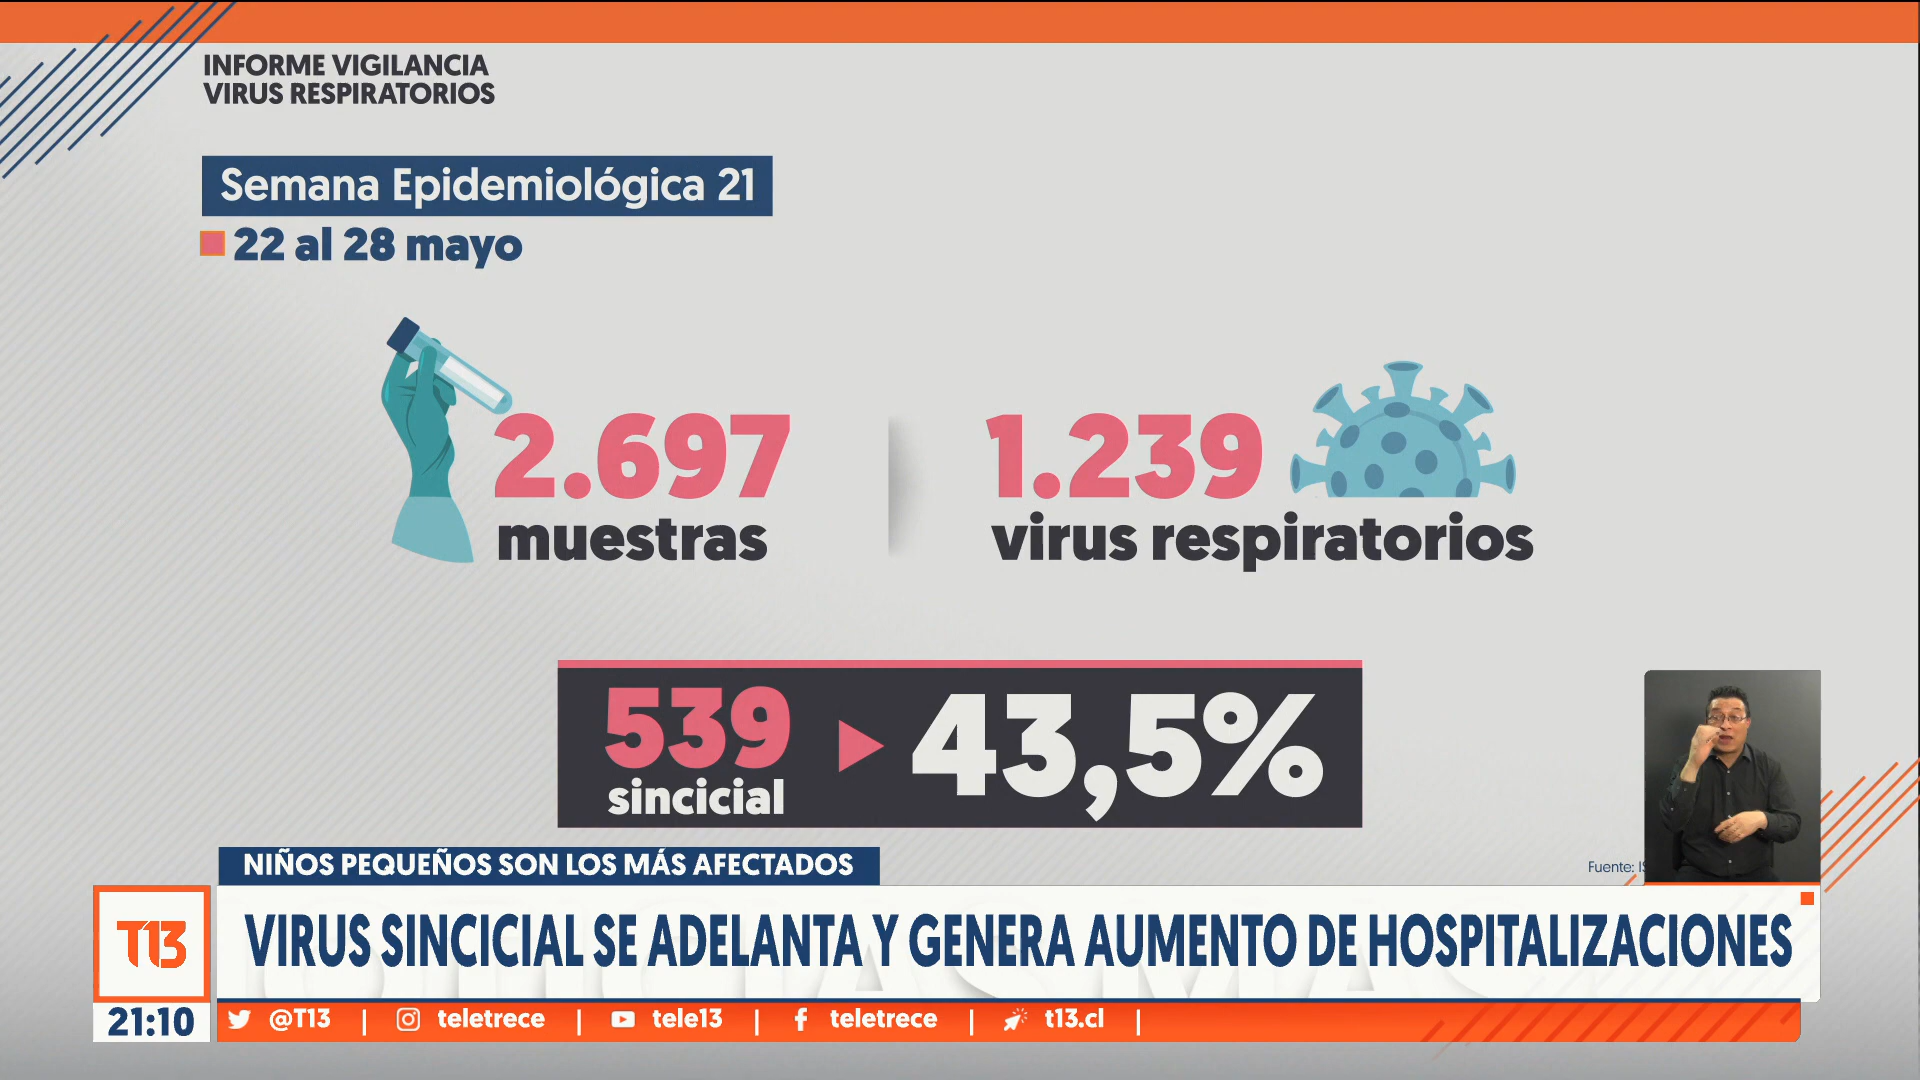 INFORME VIGILANCIA
VIRUS RESPIRATORIOS
Semana Epidemiológica 21
22 al 28 mayo
2.697
muestras
1.239
virus respiratorios
539
sincicial
43,5%
Fuente:
NIÑOS PEQUEÑOS SON LOS MÁS AFECTADOS
T13
VIRUS SINCICIAL SE ADELANTA Y GENERA AUMENTO DE HOSPITALIZACIONES
21:10
@T13 | teletrece | tele13 | teletrece | t13.cl |